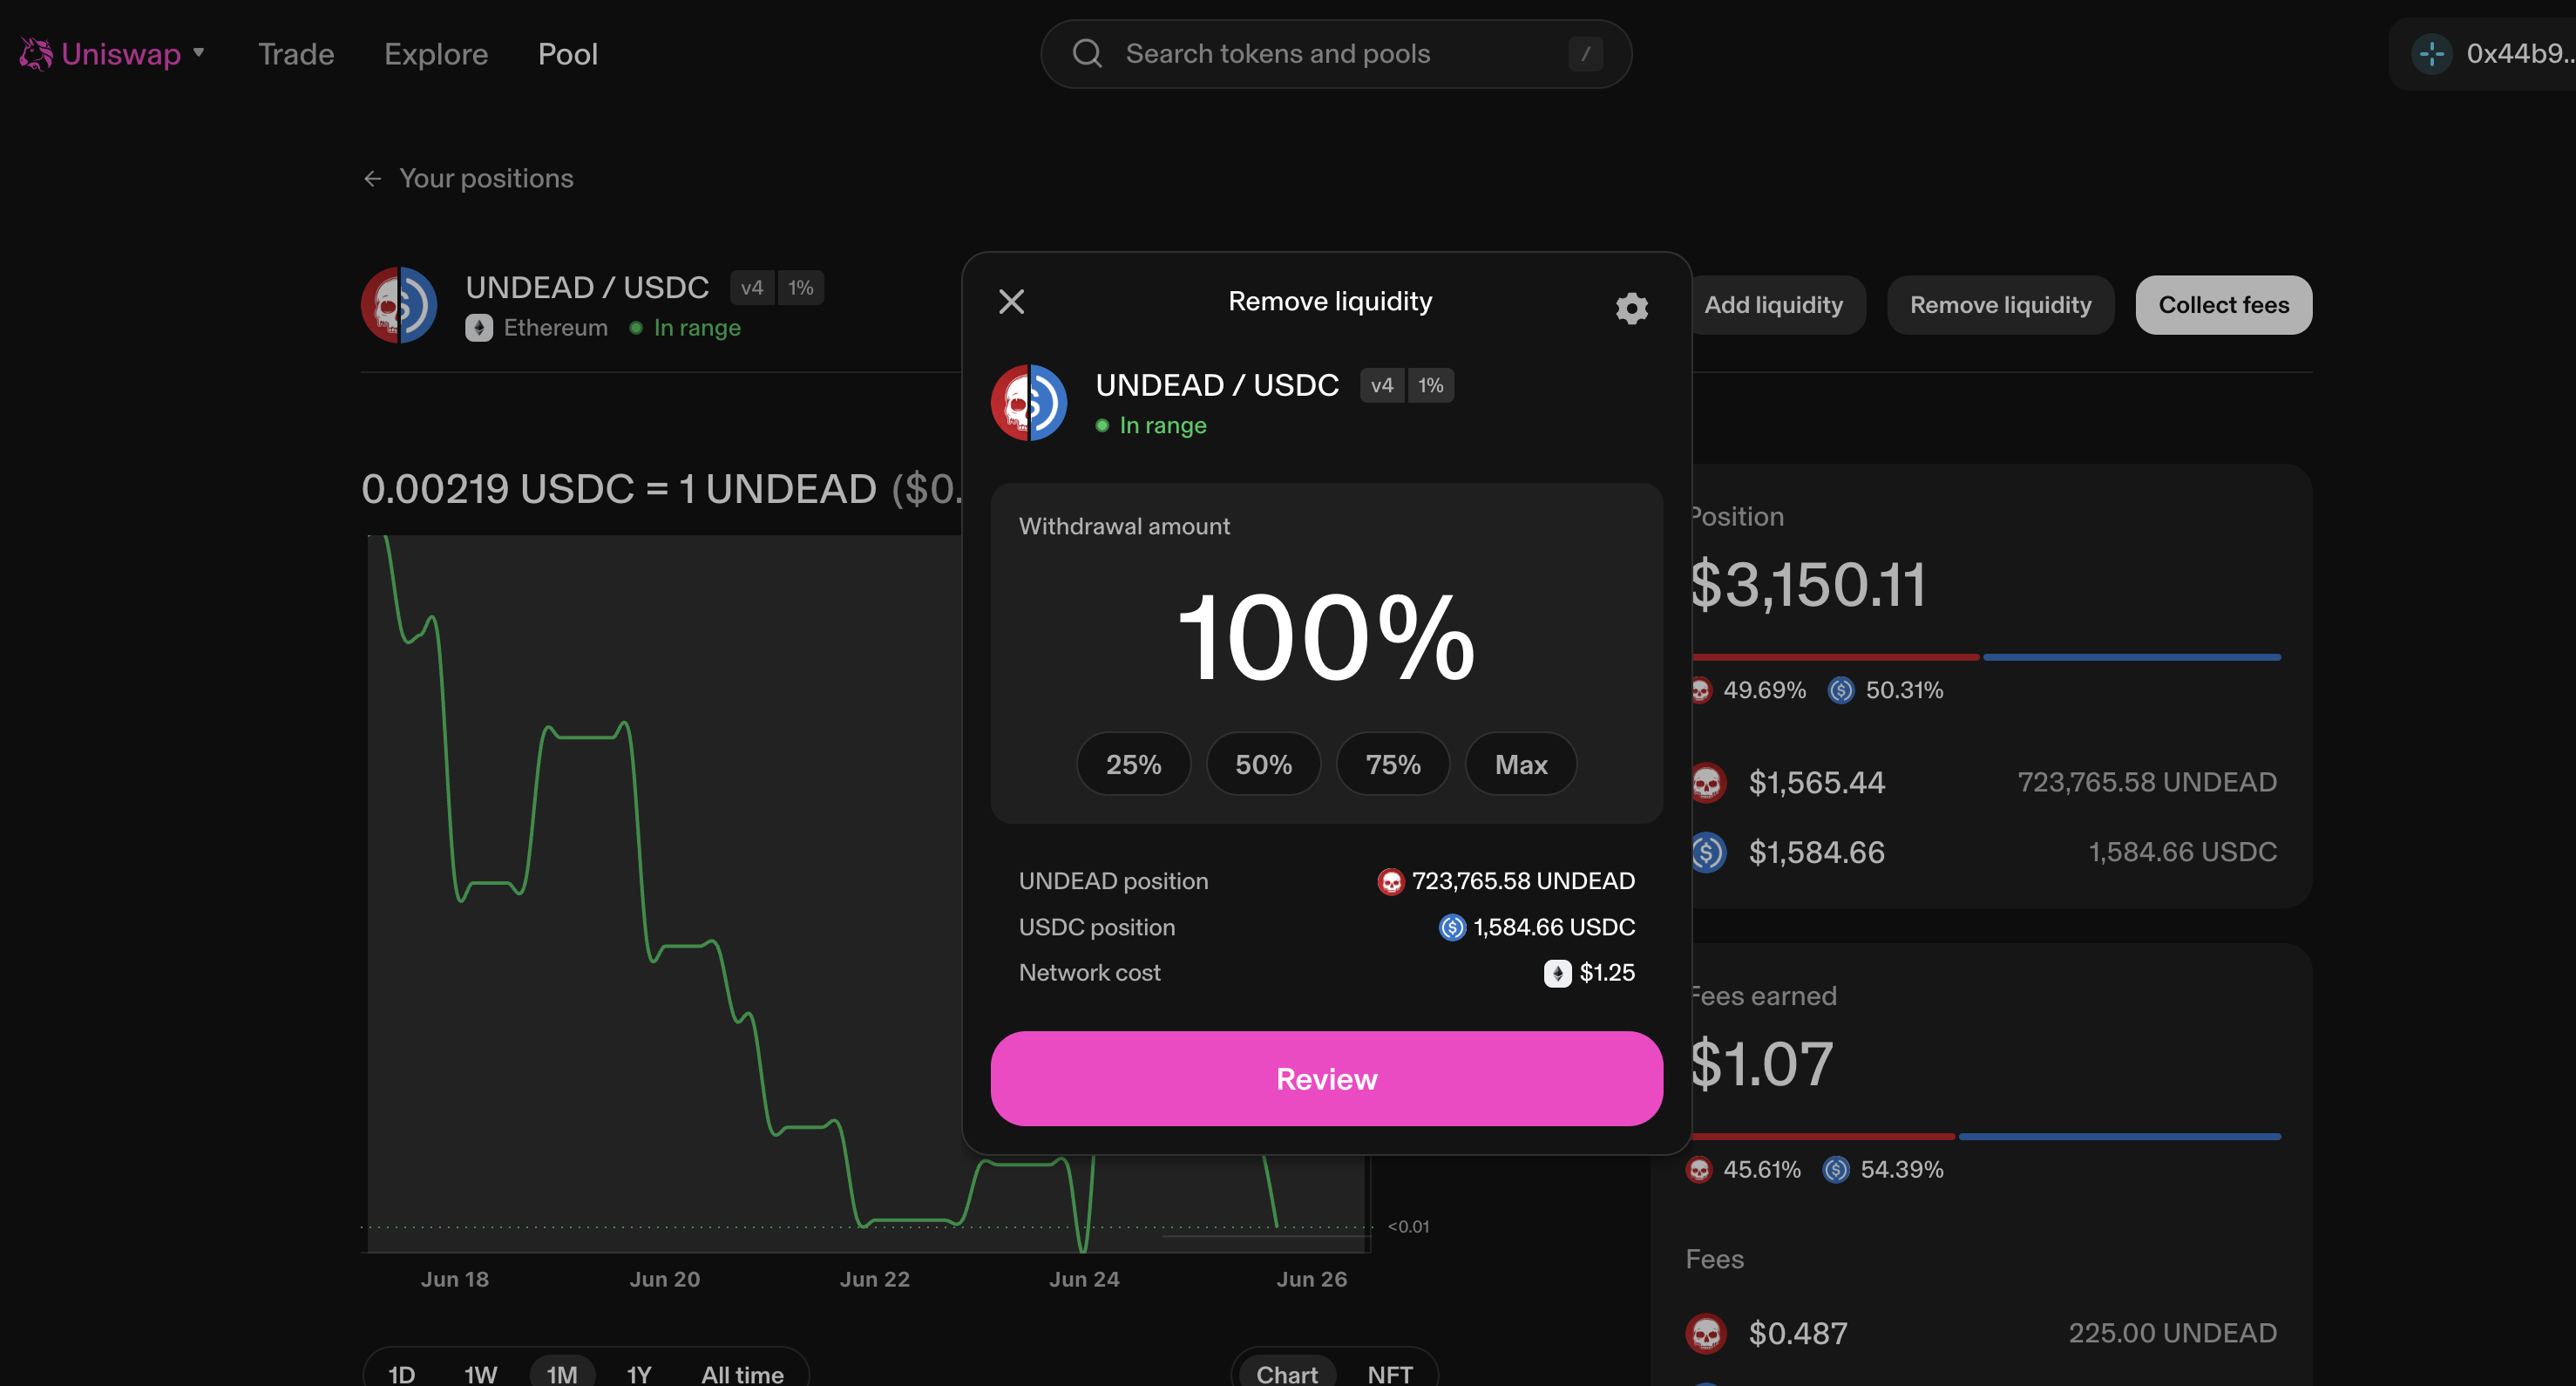 Uniswap
Trade
Explore
Pool
Search tokens and pools
/
0x44b9...
Your positions
UNDEAD / USDC v4 1%
Ethereum In range
Add liquidity
Remove liquidity
Collect fees
0.00219 USDC = 1 UNDEAD ($0.
<0.01
Jun 18 Jun 20 Jun 22 Jun 24 Jun 26
1D 1W 1M 1Y All time
Chart NFT
Remove liquidity
UNDEAD / USDC v4 1%
In range
Withdrawal amount
100%
25% 50% 75% Max
UNDEAD position 723,765.58 UNDEAD
USDC position 1,584.66 USDC
Network cost $1.25
Review
Position
$3,150.11
49.69% 50.31%
$1,565.44 723,765.58 UNDEAD
$1,584.66 1,584.66 USDC
Fees earned
$1.07
45.61% 54.39%
Fees
$0.487 225.00 UNDEAD